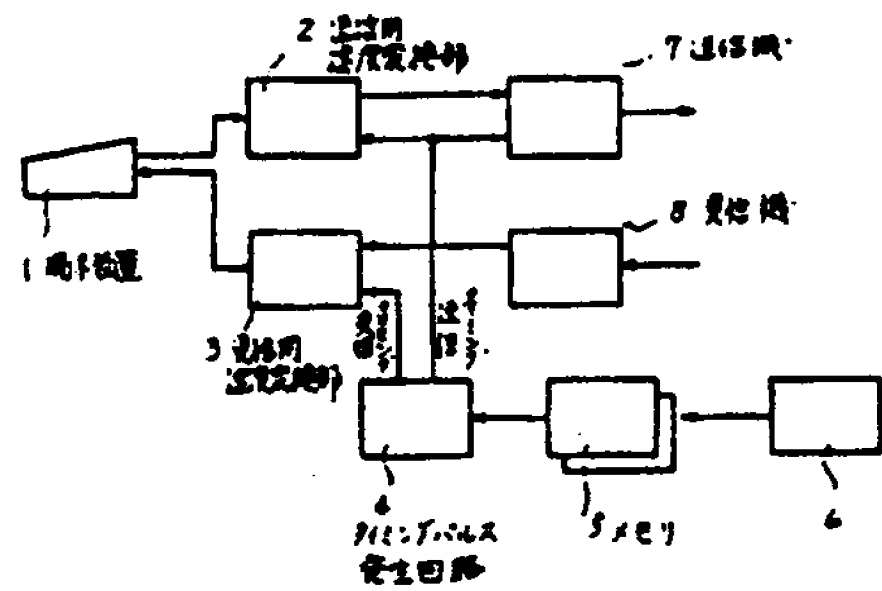 2 送信用
速度変換部
7 送信機
1 端末装置
8 受信機
3 受信用
速度変換部
4
タイミングパルス
発生回路
5 メモリ
6